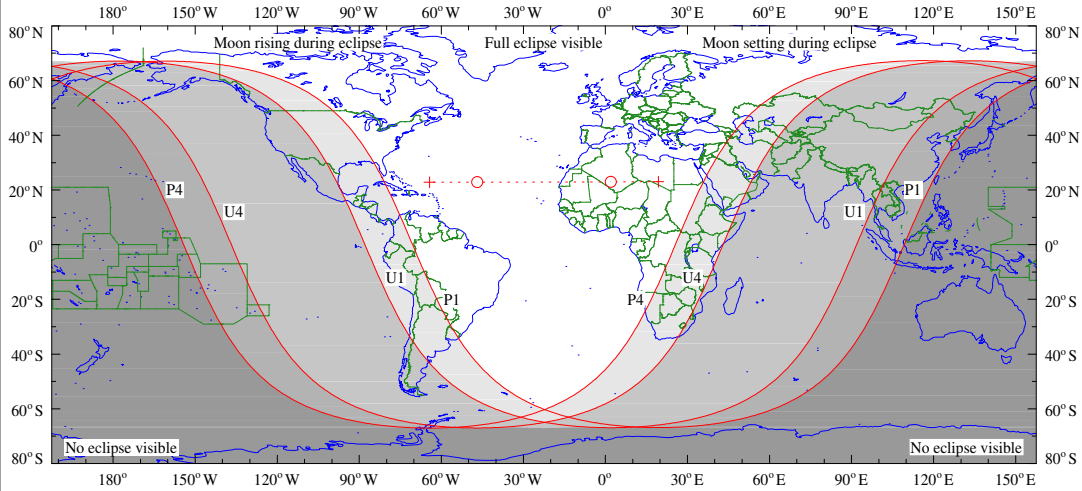 180° 150° W 120° W 90° W 60° W 30° W 0° 30° E 60° E 90° E 120° E 150° E
80° N Moon rising during eclipse Full eclipse visible Moon setting during eclipse 80° N
60° N 60° N
40° N 40° N
20° N P4 P1 20° N
U4 U1
0° 0°
U1 U4
20° S P1 P4 20° S
40° S 40° S
60° S 60° S
No eclipse visible No eclipse visible
80° S 80° S
180° 150° W 120° W 90° W 60° W 30° W 0° 30° E 60° E 90° E 120° E 150° E